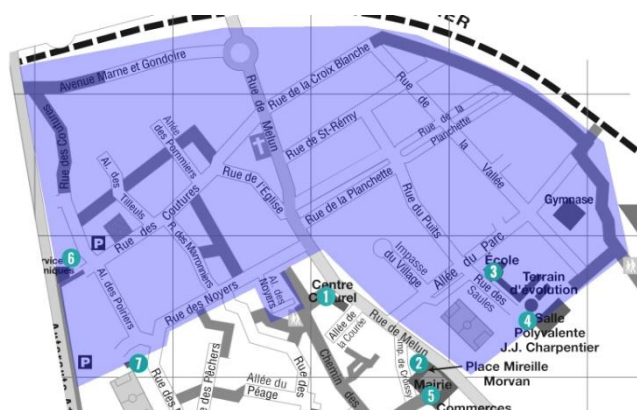 IER
Avenue Marne et Gondoire
Rue de la Croix Blanche
Rue de Melun
Rue de la Vallée
Rue de la Planchette
Allée des Pommiers
Rue de St-Rémy
Rue de l'Eglise
Al. des Tilleuls
Rue des Coutures
Rue de la Planchette
Rue du Puits
Gymnase
P
R. des Marronniers
Impasse du Village
Allée du Parc
Ecole
6
3
Rue des Saules
Terrain d'évolution
Al. des Poiriers
Rue des Noyers
Al. des Noyers
Centre
1
Allée de la Courie
4
Salle
Polyvalente
J.J. Charpentier
Rue de Melun
P
7
2
Place Mireille
Morvan
Mairie
5
Commerces
Allée du
Péage
Rue des Pêchers
Rue des
Chemin des
Imp. de Croissy
Autoroute